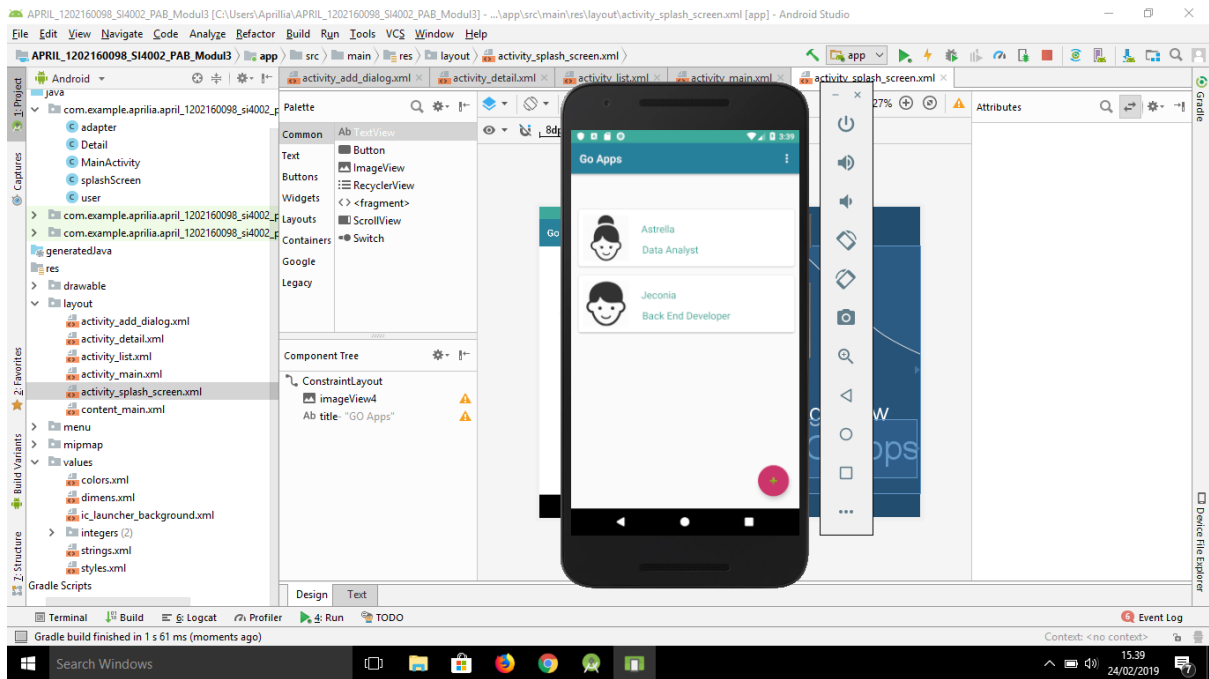 APRIL_1202160098_SI4002_PAB_Modul3 [C:\Users\Aprillia\APRIL_1202160098_SI4002_PAB_Modul3] - ...\app\src\main\res\layout\activity_splash_screen.xml [app] - Android Studio
File Edit View Navigate Code Analyze Refactor Build Run Tools VCS Window Help
APRIL_1202160098_SI4002_PAB_Modul3 app src main res layout activity_splash_screen.xml
app
Android
activity_add_dialog.xml activity_detail.xml activity_list.xml activity_main.xml activity_splash_screen.xml
1: Project
Captures
2: Favorites
Build Variants
7: Structure
java
com.example.aprilia.april_1202160098_si4002_p
adapter
Detail
MainActivity
splashScreen
user
com.example.aprilia.april_1202160098_si4002_p
com.example.aprilia.april_1202160098_si4002_p
generatedJava
res
drawable
layout
activity_add_dialog.xml
activity_detail.xml
activity_list.xml
activity_main.xml
activity_splash_screen.xml
content_main.xml
menu
mipmap
values
colors.xml
dimens.xml
ic_launcher_background.xml
integers (2)
strings.xml
styles.xml
Gradle Scripts
Palette
Common
Text
Buttons
Widgets
Layouts
Containers
Google
Legacy
Ab TextView
Button
ImageView
RecyclerView
<fragment>
ScrollView
Switch
Component Tree
ConstraintLayout
imageView4
Ab title- "GO Apps"
8dp
27%
Go
3:39
Go Apps
Astrella
Data Analyst
Jeconia
Back End Developer
+
Attributes
Gradle
Device File Explorer
Design Text
Terminal Build 6: Logcat Profiler 4: Run TODO
Event Log
Gradle build finished in 1 s 61 ms (moments ago)
Context: <no context>
Search Windows
15.39
24/02/2019
7